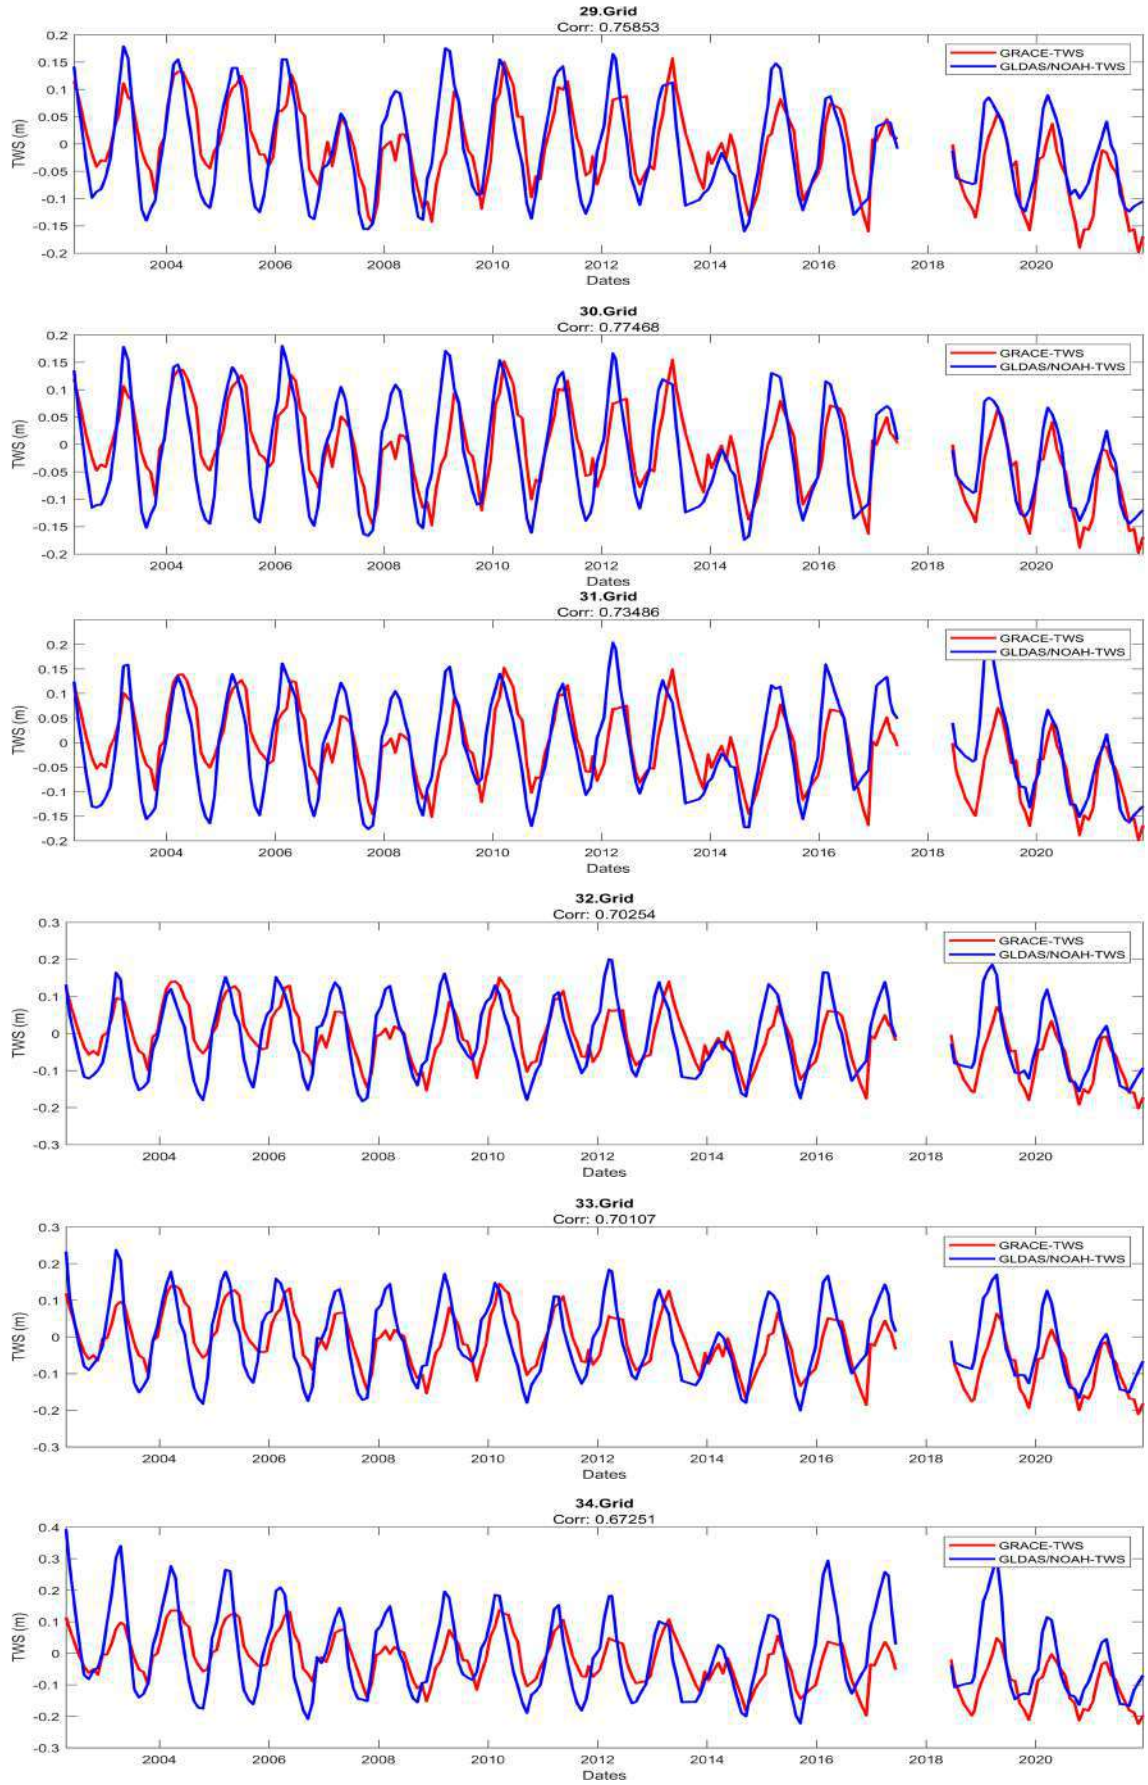 29.Grid
Corr: 0.75853
0.2
0.15
0.1
0.05
0
-0.05
-0.1
-0.15
-0.2
TWS (m)
GRACE-TWS
GLDAS/NOAH-TWS
2004 2006 2008 2010 2012 2014 2016 2018 2020
Dates
30.Grid
Corr: 0.77468
0.2
0.15
0.1
0.05
0
-0.05
-0.1
-0.15
-0.2
TWS (m)
GRACE-TWS
GLDAS/NOAH-TWS
2004 2006 2008 2010 2012 2014 2016 2018 2020
Dates
31.Grid
Corr: 0.73486
0.2
0.15
0.1
0.05
0
-0.05
-0.1
-0.15
-0.2
TWS (m)
GRACE-TWS
GLDAS/NOAH-TWS
2004 2006 2008 2010 2012 2014 2016 2018 2020
Dates
32.Grid
Corr: 0.70254
0.3
0.2
0.1
0
-0.1
-0.2
-0.3
TWS (m)
GRACE-TWS
GLDAS/NOAH-TWS
2004 2006 2008 2010 2012 2014 2016 2018 2020
Dates
33.Grid
Corr: 0.70107
0.3
0.2
0.1
0
-0.1
-0.2
-0.3
TWS (m)
GRACE-TWS
GLDAS/NOAH-TWS
2004 2006 2008 2010 2012 2014 2016 2018 2020
Dates
34.Grid
Corr: 0.67251
0.4
0.3
0.2
0.1
0
-0.1
-0.2
-0.3
TWS (m)
GRACE-TWS
GLDAS/NOAH-TWS
2004 2006 2008 2010 2012 2014 2016 2018 2020
Dates